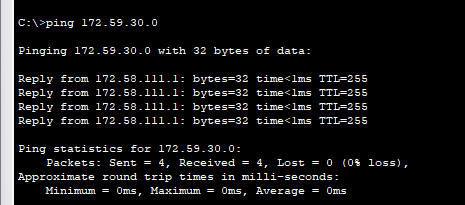 C:\>ping 172.59.30.0
Pinging 172.59.30.0 with 32 bytes of data:
Reply from 172.58.111.1: bytes=32 time<1ms TTL=255
Reply from 172.58.111.1: bytes=32 time<1ms TTL=255
Reply from 172.58.111.1: bytes=32 time<1ms TTL=255
Reply from 172.58.111.1: bytes=32 time<1ms TTL=255
Ping statistics for 172.59.30.0:
Packets: Sent = 4, Received = 4, Lost = 0 (0% loss),
Approximate round trip times in milli-seconds:
Minimum = 0ms, Maximum = 0ms, Average = 0ms